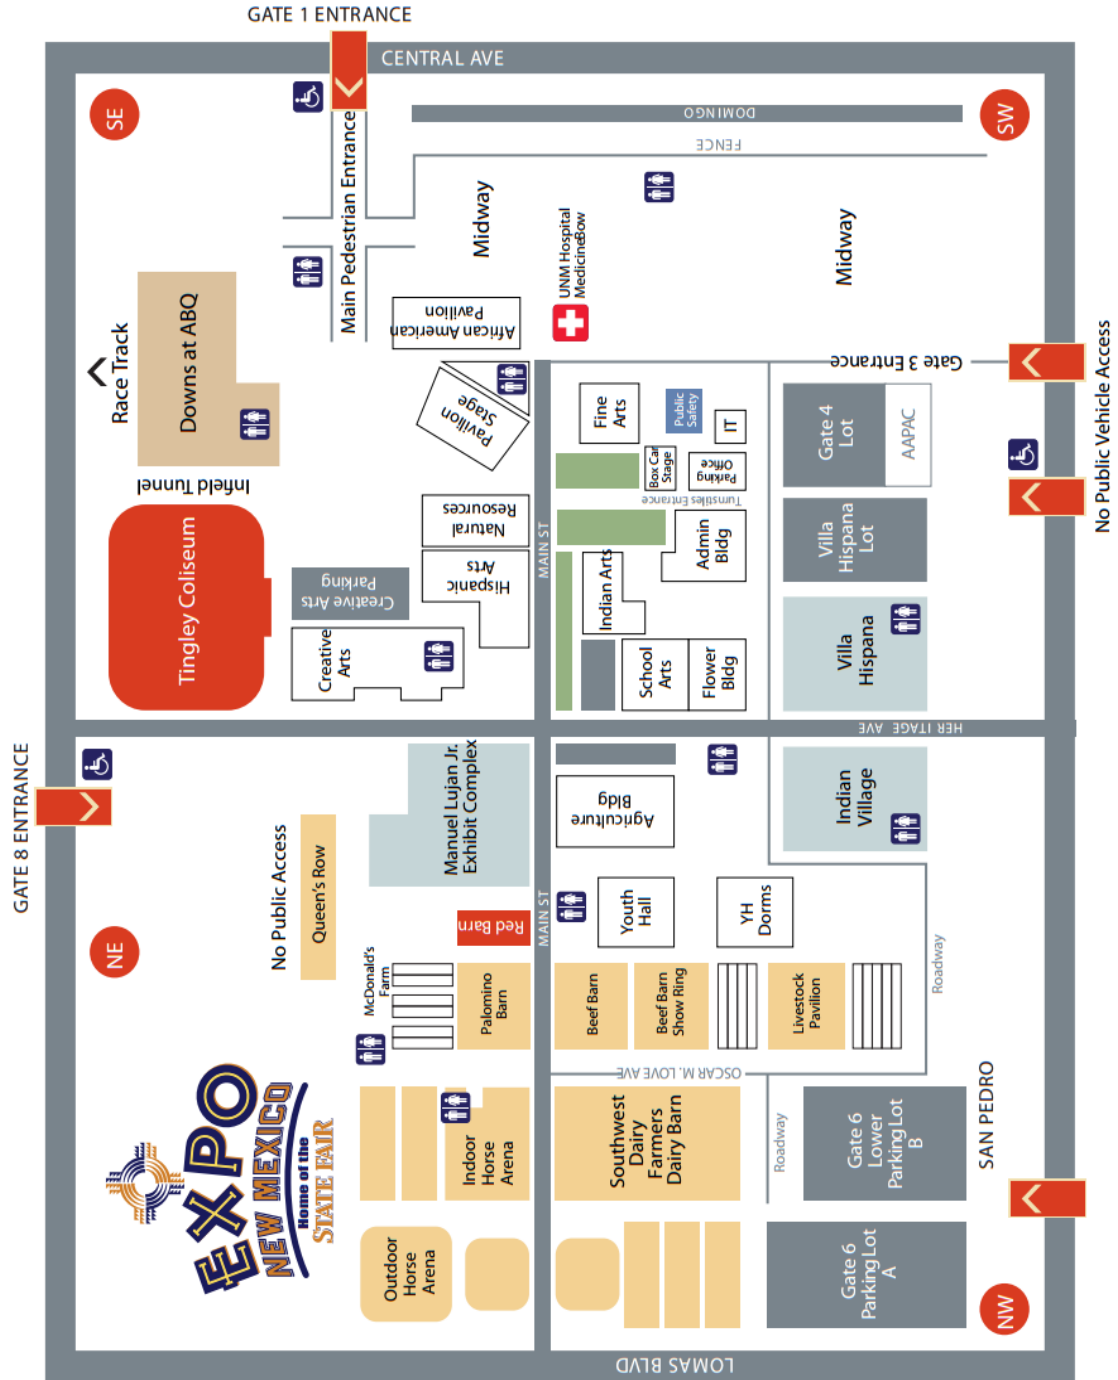 GATE 1 ENTRANCE
CENTRAL AVE
SE
SW
DOMINGO
FENCE
Main Pedestrian Entrance
Midway
UNM Hospital
MedicineBow
Midway
Race Track
Downs at ABQ
African American
Pavilion
Gate 3 Entrance
No Public Vehicle Access
Pavilion
Stage
Fine
Arts
Public
Safety
IT
Gate 4
Lot
AAPAC
Infield Tunnel
Box Car
Stage
Parking
Office
Turnstiles Entrance
Natural
Resources
MAIN ST
Tingley Coliseum
Creative Arts
Parking
Hispanic
Arts
Indian Arts
Admin
Bldg
Villa
Hispana
Lot
Creative
Arts
School
Arts
Flower
Bldg
Villa
Hispana
HERITAGE AVE
GATE 8 ENTRANCE
Manuel Lujan Jr.
Exhibit Complex
Agriculture
Bldg
Indian
Village
No Public Access
Queen's Row
NE
Red Barn
MAIN ST
Youth
Hall
YH
Dorms
McDonald's
Farm
Palomino
Barn
Beef Barn
Beef Barn
Show Ring
Livestock
Pavilion
Roadway
OSCAR M. LOVE AVE
EXPO
NEW MEXICO
Home of the
STATE FAIR
Indoor
Horse
Arena
Southwest
Dairy
Farmers
Dairy Barn
Roadway
Gate 6
Lower
Parking Lot
B
SAN PEDRO
Outdoor
Horse
Arena
Gate 6
Parking Lot
A
NW
LOMAS BLVD